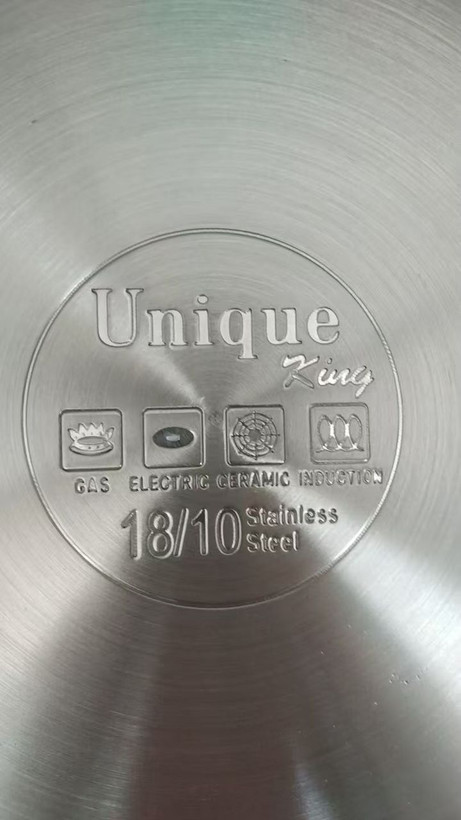 Unique
King
GAS ELECTRIC CERAMIC INDUCTION
18/10 Stainless
Steel